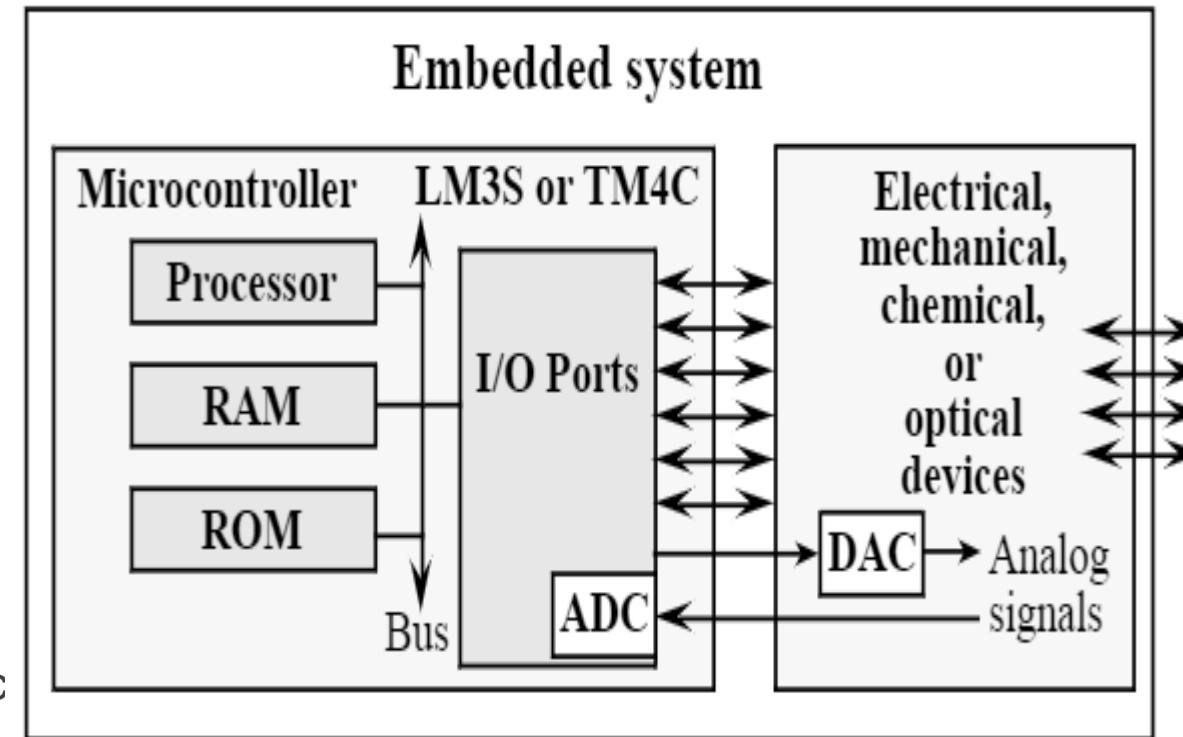 Embedded system
Microcontroller
LM3S or TM4C
Processor
RAM
ROM
Bus
I/O Ports
ADC
Electrical,
mechanical,
chemical,
or
optical
devices
DAC
Analog
signals
c